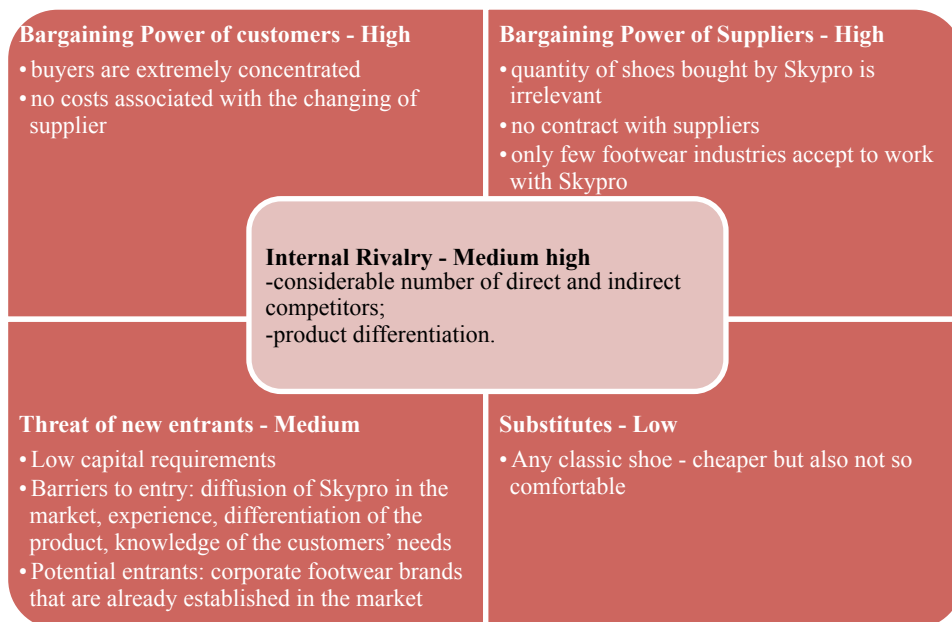 Bargaining Power of customers - High
• buyers are extremely concentrated
• no costs associated with the changing of
supplier
Bargaining Power of Suppliers - High
• quantity of shoes bought by Skypro is
irrelevant
• no contract with suppliers
• only few footwear industries accept to work
with Skypro
Internal Rivalry - Medium high
-considerable number of direct and indirect
competitors;
-product differentiation.
Threat of new entrants - Medium
• Low capital requirements
• Barriers to entry: diffusion of Skypro in the
market, experience, differentiation of the
product, knowledge of the customers’ needs
• Potential entrants: corporate footwear brands
that are already established in the market
Substitutes - Low
• Any classic shoe - cheaper but also not so
comfortable